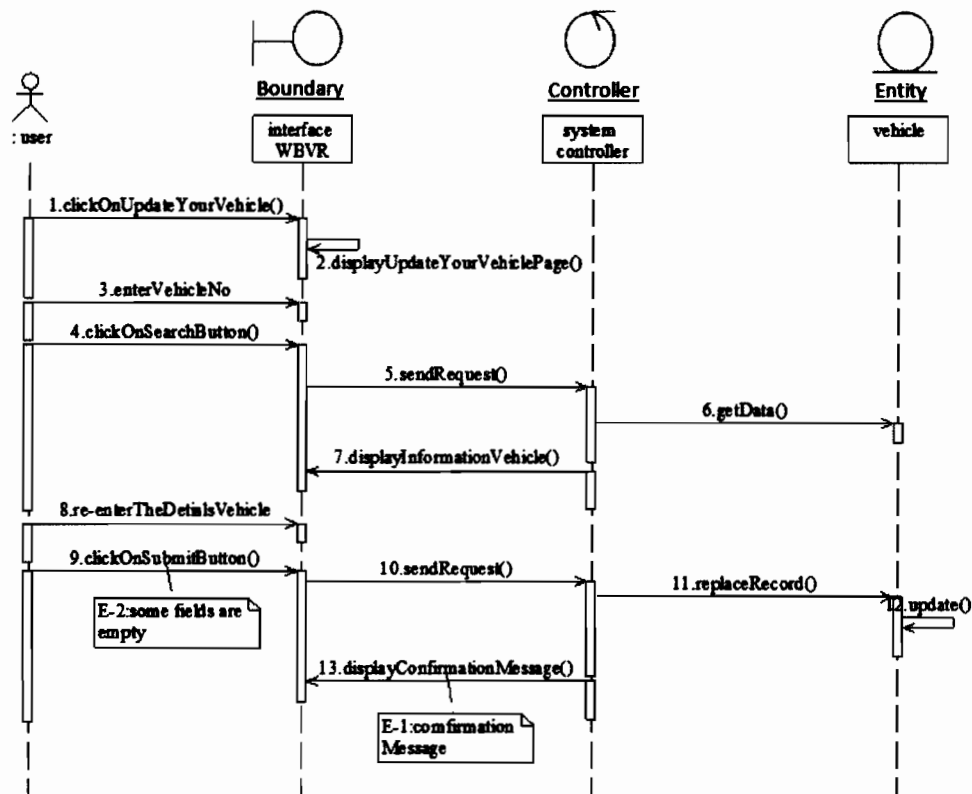 Boundary
Controller
Entity
: user
interface
WBVR
system
controller
vehicle
1.clickOnUpdateYourVehicle()
2.displayUpdateYourVehiclePage()
3.enterVehicleNo
4.clickOnSearchButton()
5.sendRequest()
6.getData()
7.displayInformationVehicle()
8.re-enterTheDetialsVehicle
9.clickOnSubmitButton()
10.sendRequest()
11.replaceRecord()
12.update()
E-2:some fields are
empty
13.displayConfirmationMessage()
E-1:comfirmation
Message